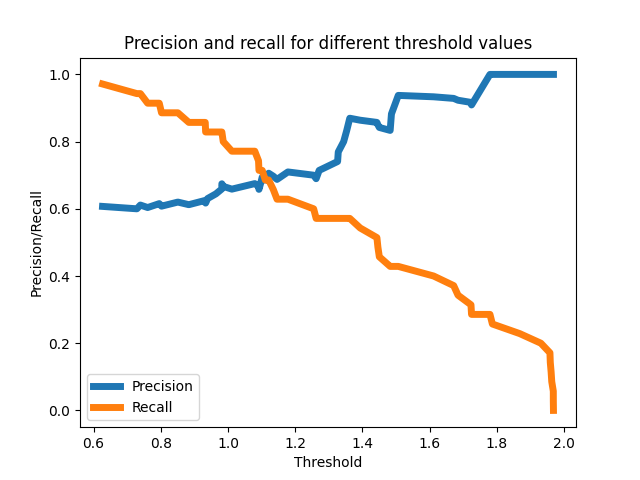 Precision and recall for different threshold values
1.0
0.8
0.6
0.4
0.2
0.0
Precision/Recall
Precision
Recall
0.6 0.8 1.0 1.2 1.4 1.6 1.8 2.0
Threshold